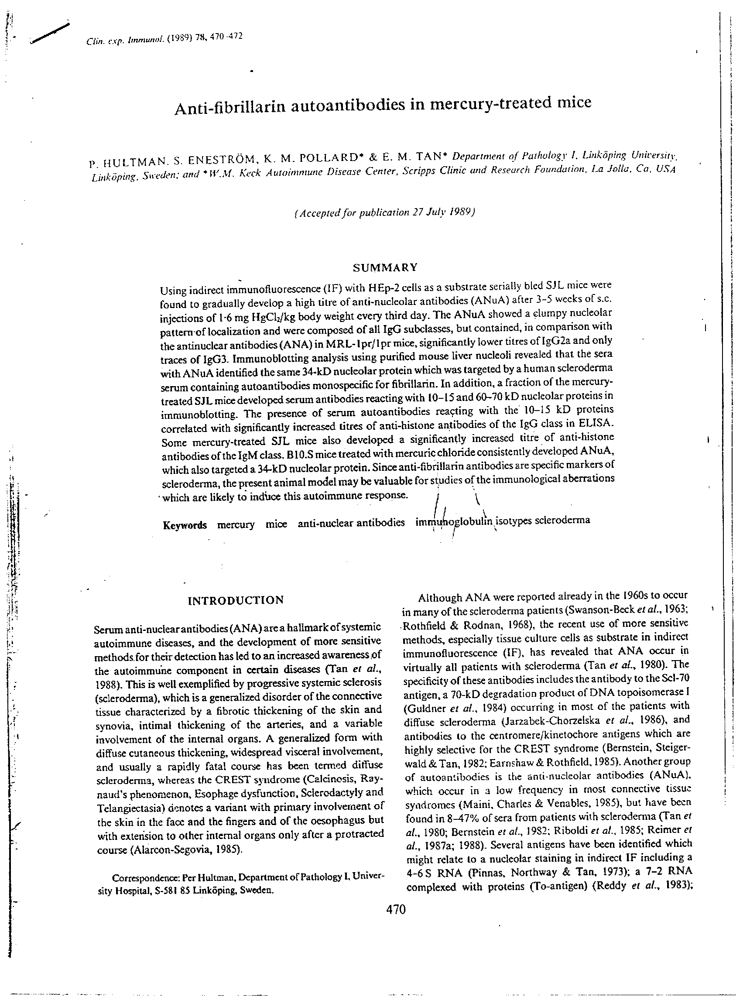 Clin. exp. Immunol. (1989) 78, 470-472
Anti-fibrillarin autoantibodies in mercury-treated mice
P. HULTMAN, S. ENESTRÖM, K. M. POLLARD* & E. M. TAN* Department of Pathology I, Linköping University,
Linköping, Sweden; and *W.M. Keck Autoimmune Disease Center, Scripps Clinic and Research Foundation, La Jolla, Ca, USA
(Accepted for publication 27 July 1989)
SUMMARY
Using indirect immunofluorescence (IF) with HEp-2 cells as a substrate serially bled SJL mice were
found to gradually develop a high titre of anti-nucleolar antibodies (ANuA) after 3–5 weeks of s.c.
injections of 1·6 mg HgCl₂/kg body weight every third day. The ANuA showed a clumpy nucleolar
pattern of localization and were composed of all IgG subclasses, but contained, in comparison with
the antinuclear antibodies (ANA) in MRL-lpr/lpr mice, significantly lower titres of IgG2a and only
traces of IgG3. Immunoblotting analysis using purified mouse liver nucleoli revealed that the sera
with ANuA identified the same 34-kD nucleolar protein which was targeted by a human scleroderma
serum containing autoantibodies monospecific for fibrillarin. In addition, a fraction of the mercury-
treated SJL mice developed serum antibodies reacting with 10–15 and 60–70 kD nucleolar proteins in
immunoblotting. The presence of serum autoantibodies reacting with the 10–15 kD proteins
correlated with significantly increased titres of anti-histone antibodies of the IgG class in ELISA.
Some mercury-treated SJL mice also developed a significantly increased titre of anti-histone
antibodies of the IgM class. B10.S mice treated with mercuric chloride consistently developed ANuA,
which also targeted a 34-kD nucleolar protein. Since anti-fibrillarin antibodies are specific markers of
scleroderma, the present animal model may be valuable for studies of the immunological aberrations
which are likely to induce this autoimmune response.
Keywords mercury mice anti-nuclear antibodies immunoglobulin isotypes scleroderma
INTRODUCTION
Serum anti-nuclear antibodies (ANA) are a hallmark of systemic
autoimmune diseases, and the development of more sensitive
methods for their detection has led to an increased awareness of
the autoimmune component in certain diseases (Tan et al.,
1988). This is well exemplified by progressive systemic sclerosis
(scleroderma), which is a generalized disorder of the connective
tissue characterized by a fibrotic thickening of the skin and
synovia, intimal thickening of the arteries, and a variable
involvement of the internal organs. A generalized form with
diffuse cutaneous thickening, widespread visceral involvement,
and usually a rapidly fatal course has been termed diffuse
scleroderma, whereas the CREST syndrome (Calcinosis, Ray-
naud's phenomenon, Esophage dysfunction, Sclerodactyly and
Telangiectasia) denotes a variant with primary involvement of
the skin in the face and the fingers and of the oesophagus but
with extension to other internal organs only after a protracted
course (Alarcon-Segovia, 1985).
Correspondence: Per Hultman, Department of Pathology I, Univer-
sity Hospital, S-581 85 Linköping, Sweden.
Although ANA were reported already in the 1960s to occur
in many of the scleroderma patients (Swanson-Beck et al., 1963;
Rothfield & Rodnan, 1968), the recent use of more sensitive
methods, especially tissue culture cells as substrate in indirect
immunofluorescence (IF), has revealed that ANA occur in
virtually all patients with scleroderma (Tan et al., 1980). The
specificity of these antibodies includes the antibody to the Scl-70
antigen, a 70-kD degradation product of DNA topoisomerase I
(Guldner et al., 1984) occurring in most of the patients with
diffuse scleroderma (Jarzabek-Chorzelska et al., 1986), and
antibodies to the centromere/kinetochore antigens which are
highly selective for the CREST syndrome (Bernstein, Steiger-
wald & Tan, 1982; Earnshaw & Rothfield, 1985). Another group
of autoantibodies is the anti-nucleolar antibodies (ANuA),
which occur in a low frequency in most connective tissue
syndromes (Maini, Charles & Venables, 1985), but have been
found in 8–47% of sera from patients with scleroderma (Tan et
al., 1980; Bernstein et al., 1982; Riboldi et al., 1985; Reimer et
al., 1987a; 1988). Several antigens have been identified which
might relate to a nucleolar staining in indirect IF including a
4–6 S RNA (Pinnas, Northway & Tan, 1973); a 7–2 RNA
complexed with proteins (To-antigen) (Reddy et al., 1983);
470